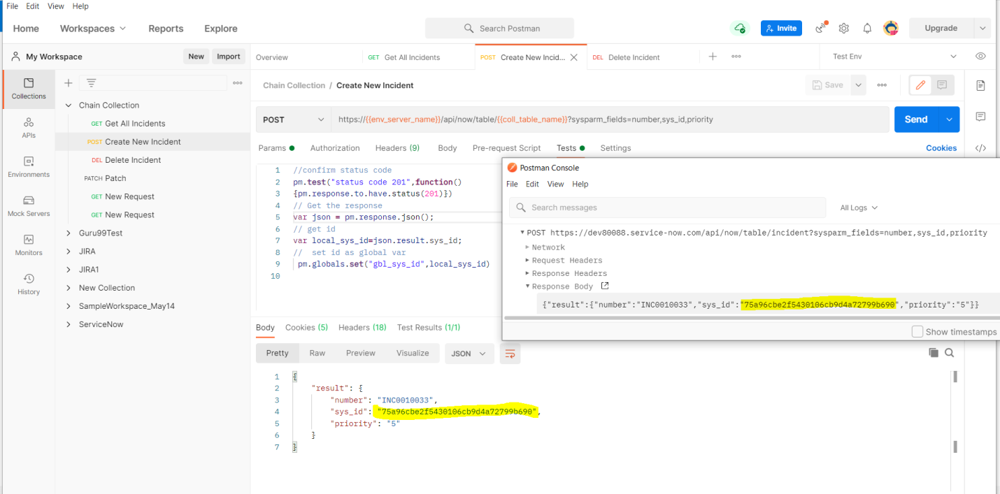 File Edit View Help
Home Workspaces Reports Explore Search Postman Invite Upgrade
My Workspace New Import Overview GET Get All Incidents POST Create New Incid... DEL Delete Incident Test Env
Collections
APIs
Environments
Mock Servers
Monitors
History
Chain Collection
GET Get All Incidents
POST Create New Incident
DEL Delete Incident
PATCH Patch
GET New Request
GET New Request
Guru99Test
JIRA
JIRA1
New Collection
SampleWorkspace_May14
ServiceNow
Chain Collection / Create New Incident Save
POST https://{{env_server_name}}/api/now/table/{{coll_table_name}}?sysparm_fields=number,sys_id,priority Send
Params Authorization Headers (9) Body Pre-request Script Tests Settings Cookies
1 //confirm status code
2 pm.test("status code 201",function()
3 {pm.response.to.have.status(201)})
4 // Get the response
5 var json = pm.response.json();
6 // get id
7 var local_sys_id=json.result.sys_id;
8 //  set id as global var
9 pm.globals.set("gbl_sys_id",local_sys_id)
10
Postman Console
File Edit View Help
Search messages All Logs
POST https://dev80088.service-now.com/api/now/table/incident?sysparm_fields=number,sys_id,priority
Network
Request Headers
Response Headers
Response Body
{"result":{"number":"INC0010033","sys_id":"75a96cbe2f5430106cb9d4a72799b690","priority":"5"}}
Show timestamps
Body Cookies (5) Headers (18) Test Results (1/1)
Pretty Raw Preview Visualize JSON
1 {
2 "result": {
3 "number": "INC0010033",
4 "sys_id": "75a96cbe2f5430106cb9d4a72799b690",
5 "priority": "5"
6 }
7 }